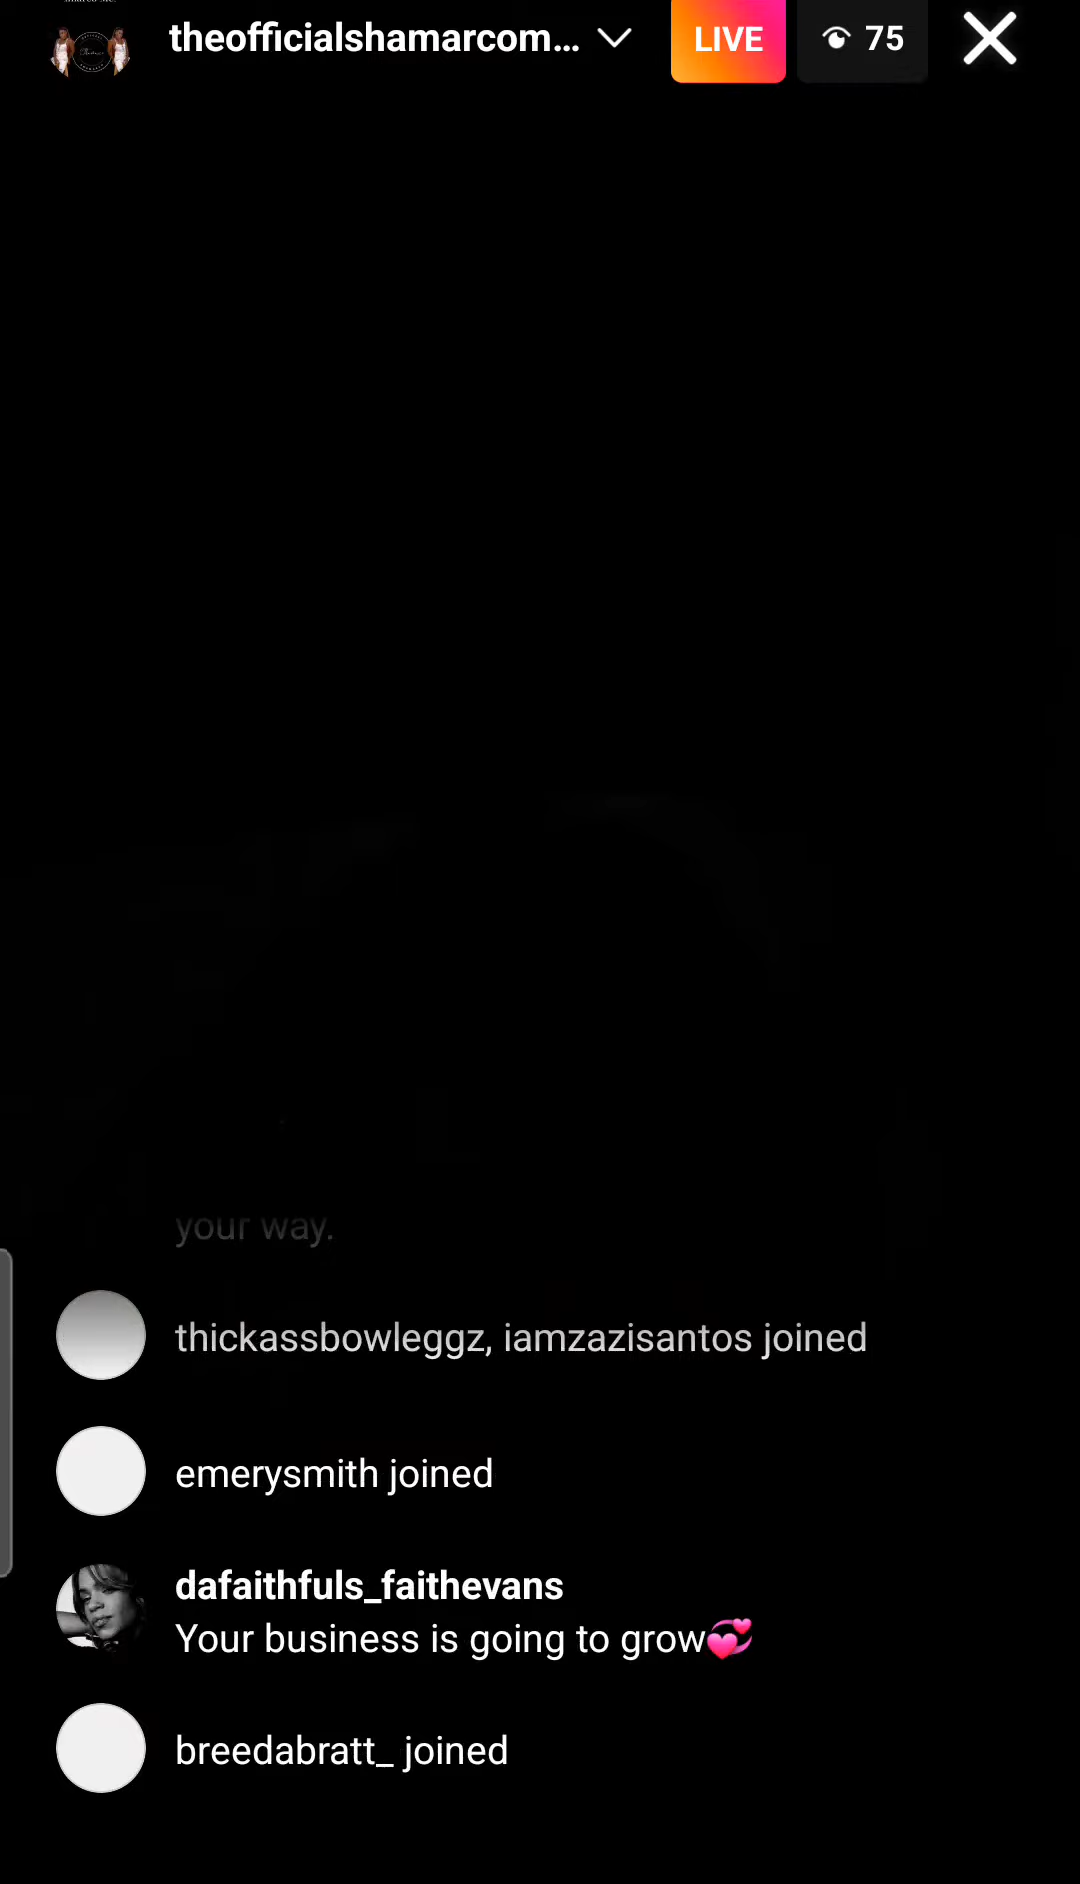 theofficialshamarcom...
LIVE
75
your way.
thickassbowleggz, iamzazisantos joined
emerysmith joined
dafaithfuls_faithevans
Your business is going to grow💞
breedabratt_ joined